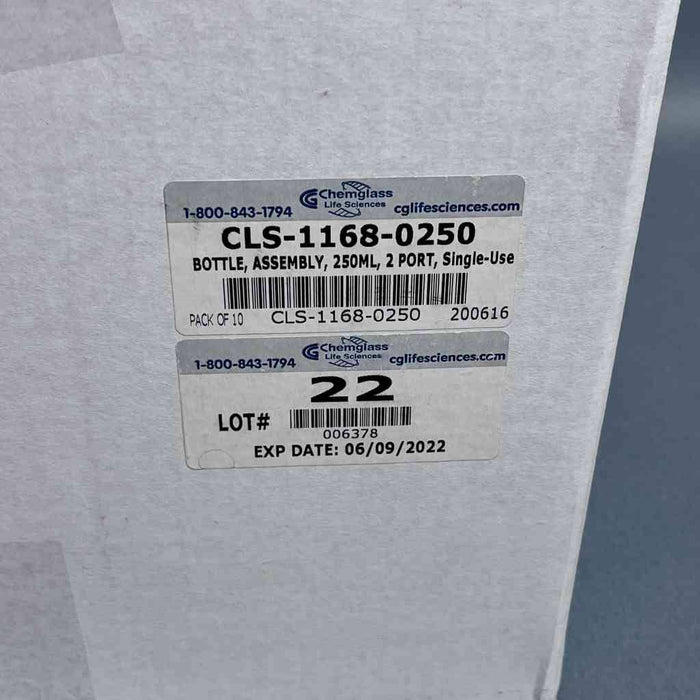 Chemglass
Life Sciences
1-800-843-1794
cglifesciences.com
CLS-1168-0250
BOTTLE, ASSEMBLY, 250ML, 2 PORT, Single-Use
PACK OF 10 CLS-1168-0250 200616
Chemglass
Life Sciences
1-800-843-1794
cglifesciences.com
22
LOT#
006378
EXP DATE: 06/09/2022